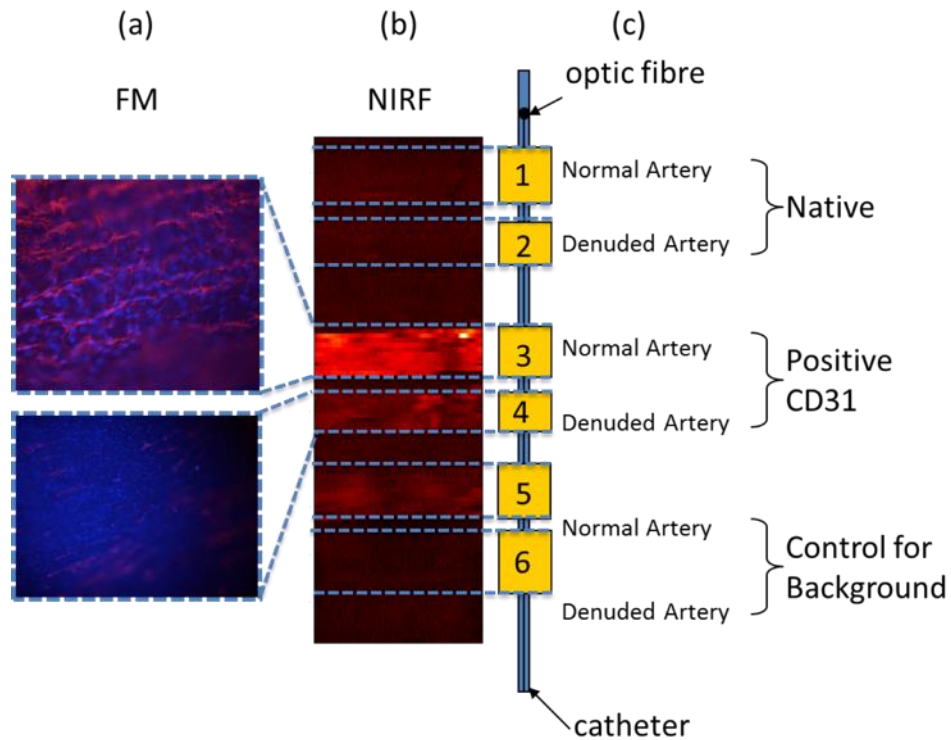 (a)
(b)
(c)
FM
NIRF
optic fibre
1
Normal Artery
Native
2
Denuded Artery
3
Normal Artery
Positive
CD31
4
Denuded Artery
5
Normal Artery
Control for
Background
6
Denuded Artery
catheter